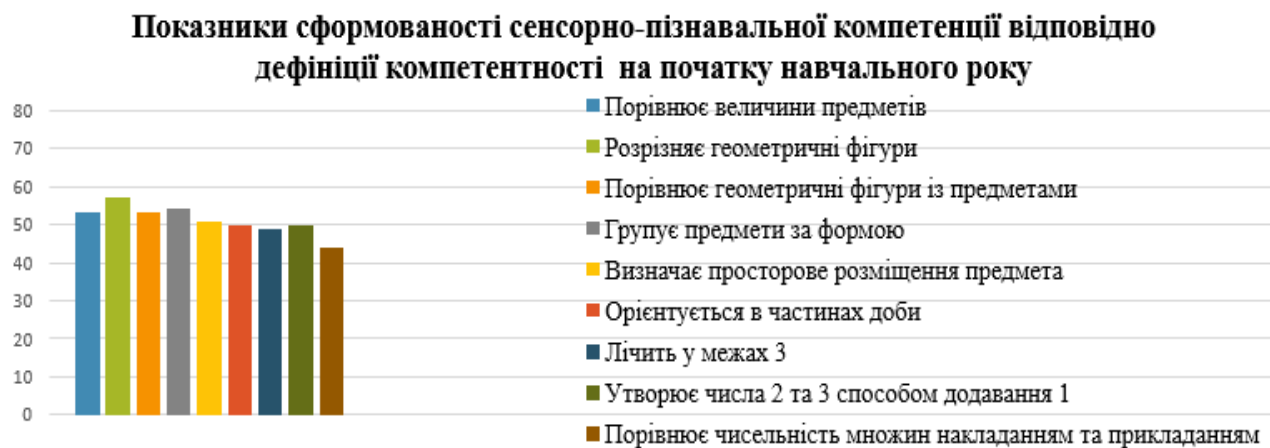 Показники сформованості сенсорно-пізнавальної компетенції відповідно
дефініції компетентності на початку навчального року
80
70
60
50
40
30
20
10
0
Порівнює величини предметів
Розрізняє геометричні фігури
Порівнює геометричні фігури із предметами
Групує предмети за формою
Визначає просторове розміщення предмета
Орієнтується в частинах доби
Лічить у межах 3
Утворює числа 2 та 3 способом додавання 1
Порівнює чисельність множин накладанням та прикладанням